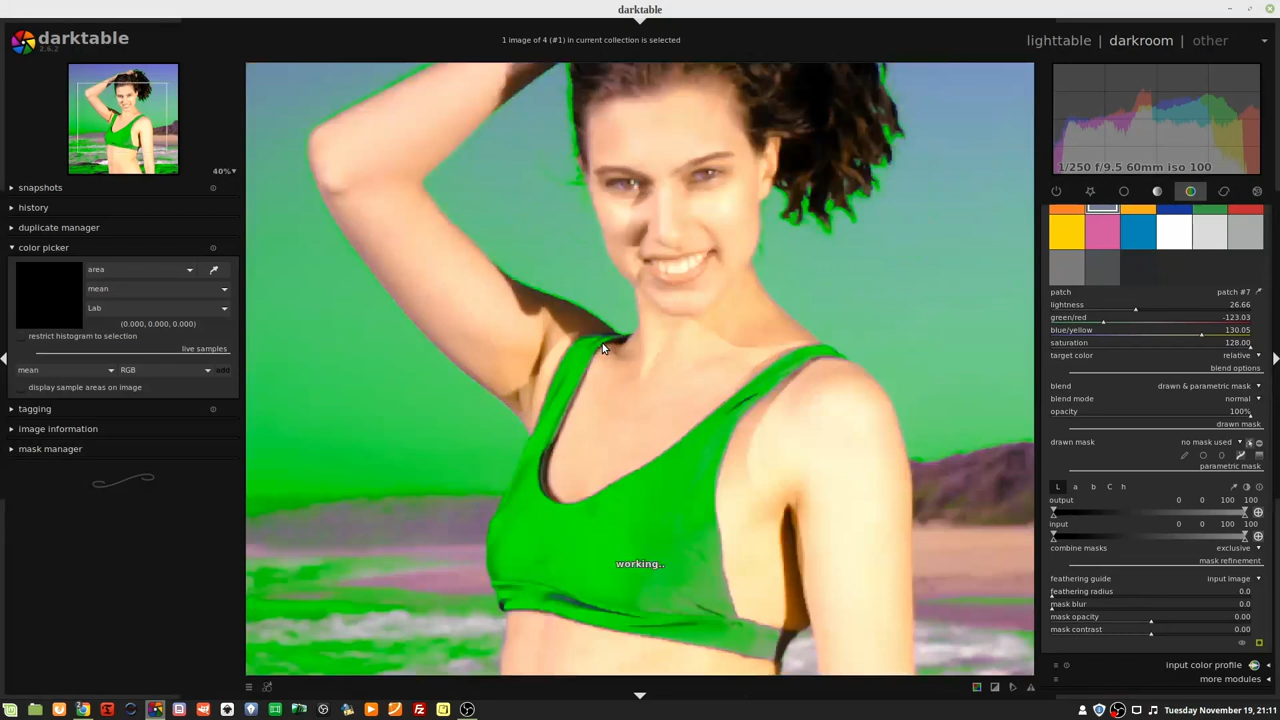 darktable
darktable
2.6.2
1 image of 4 (#1) in current collection is selected
lighttable | darkroom | other
1/250 f/9.5 60mm iso 100
40%
snapshots
history
duplicate manager
color picker
area
mean
Lab
(0.000, 0.000, 0.000)
restrict histogram to selection
live samples
mean RGB add
display sample areas on image
tagging
image information
mask manager
working..
patch patch #7
lightness 26.66
green/red -123.03
blue/yellow 130.05
saturation 128.00
target color relative
blend options
blend drawn & parametric mask
blend mode normal
opacity 100%
drawn mask
drawn mask no mask used
parametric mask
L a b C h
output 0 0 100 100
input 0 0 100 100
combine masks exclusive
mask refinement
feathering guide input image
feathering radius 0.0
mask blur 0.0
mask opacity 0.00
mask contrast 0.00
input color profile
more modules
Tuesday November 19, 21:11